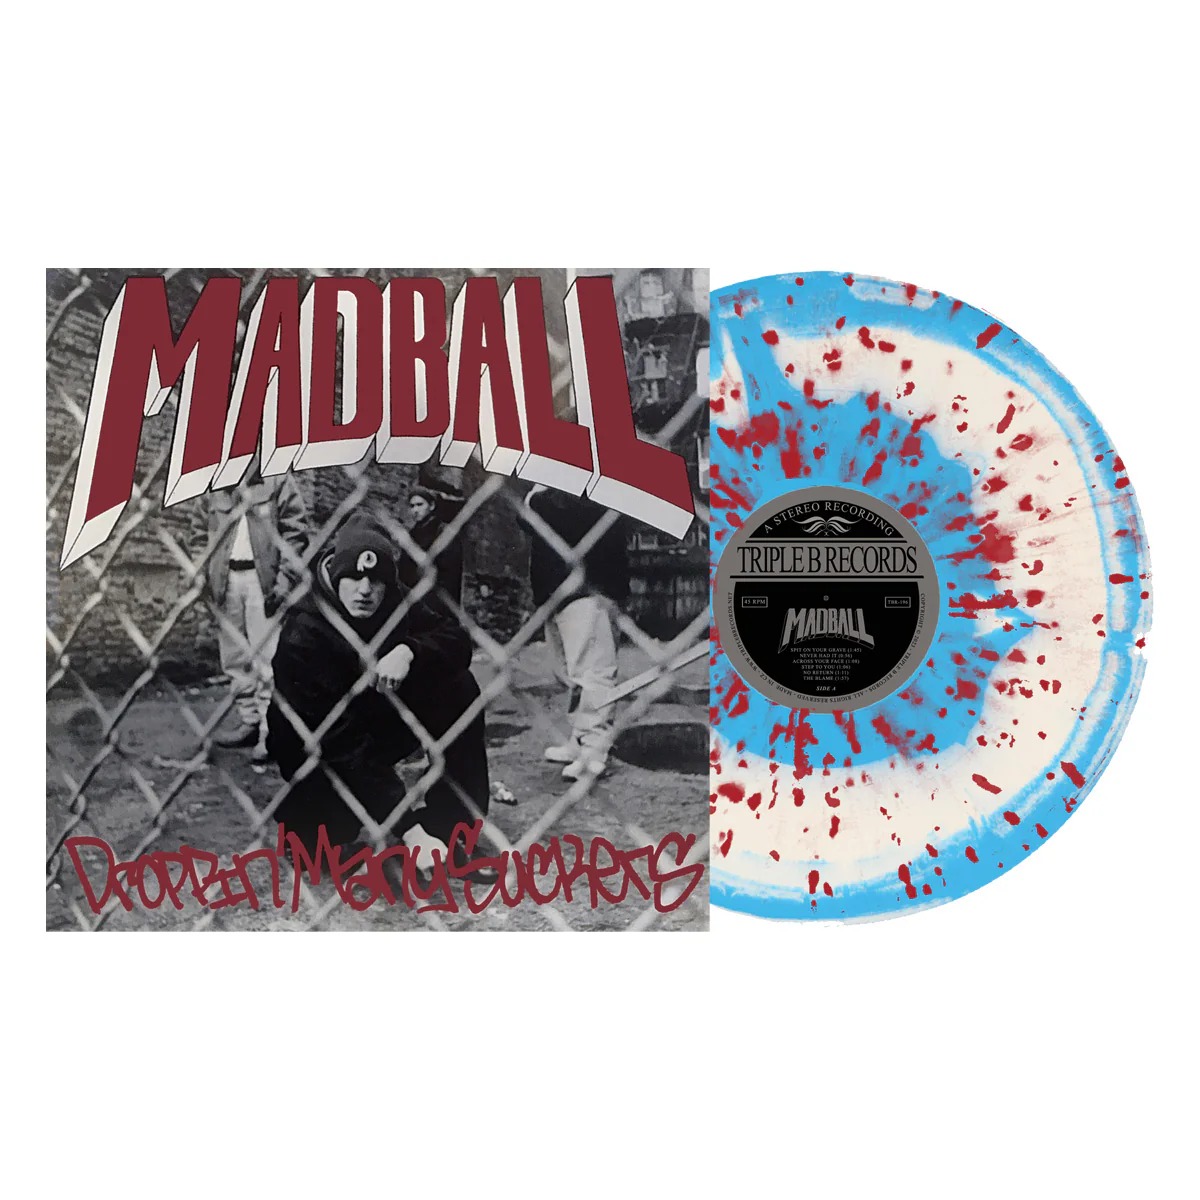 MADBALL
Droppin' Many Suckers
A STEREO RECORDING
TRIPLE B RECORDS
45 RPM
TBR-196
MADBALL
SPIT ON YOUR GRAVE (1:45)
NEVER HAD IT (0:36)
ACROSS YOUR FACE (1:08)
STEP TO YOU (1:06)
NO RETURN (1:11)
THE BLAME (1:37)
SIDE A